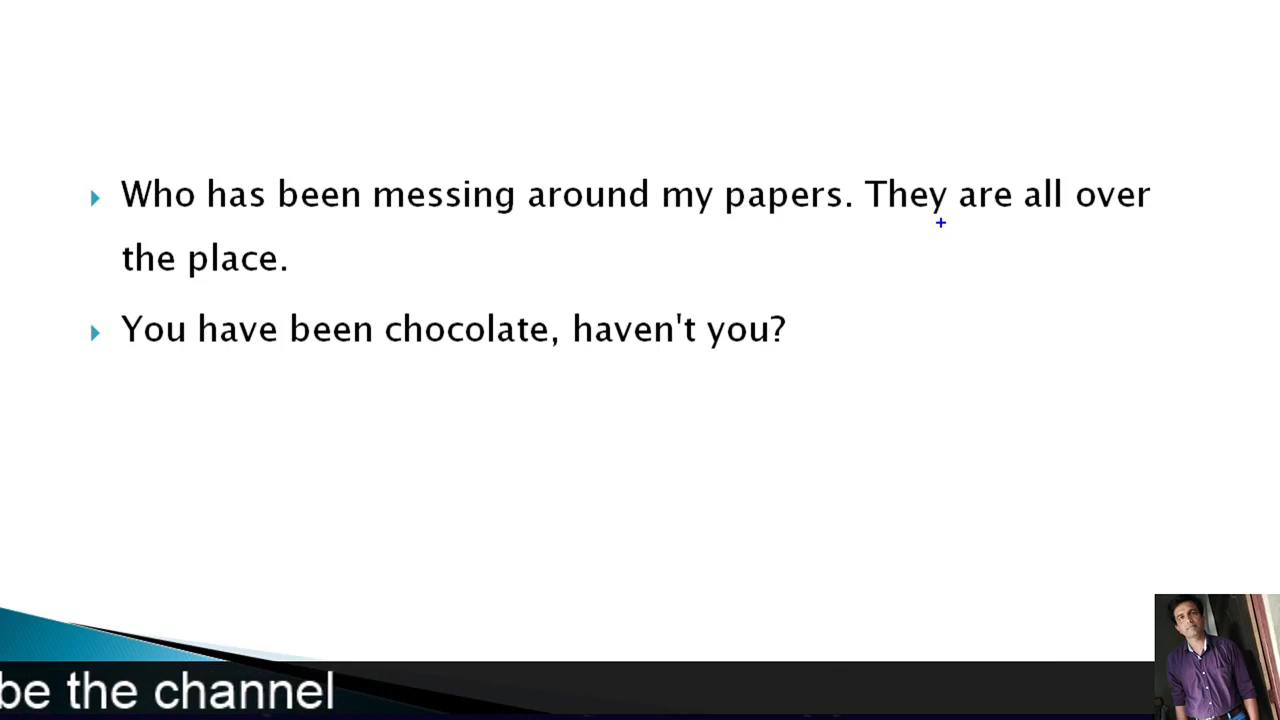 Who has been messing around my papers. They are all over
the place.
You have been chocolate, haven't you?
be the channel